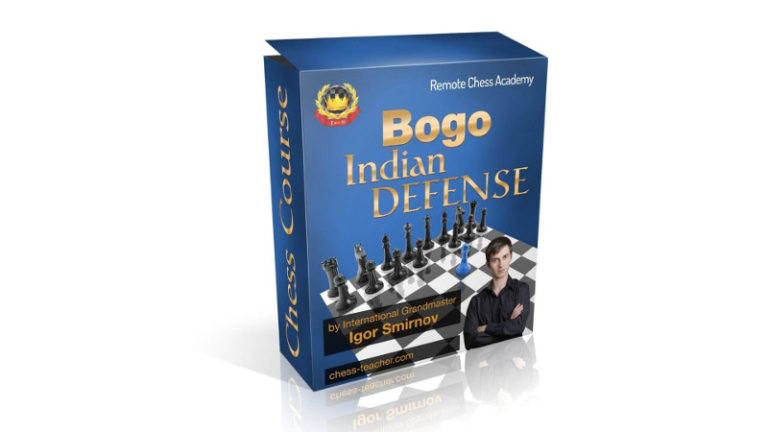 Chess Course
Remote Chess Academy
Bogo
Indian
DEFENSE
by International Grandmaster
Igor Smirnov
chess-teacher.com